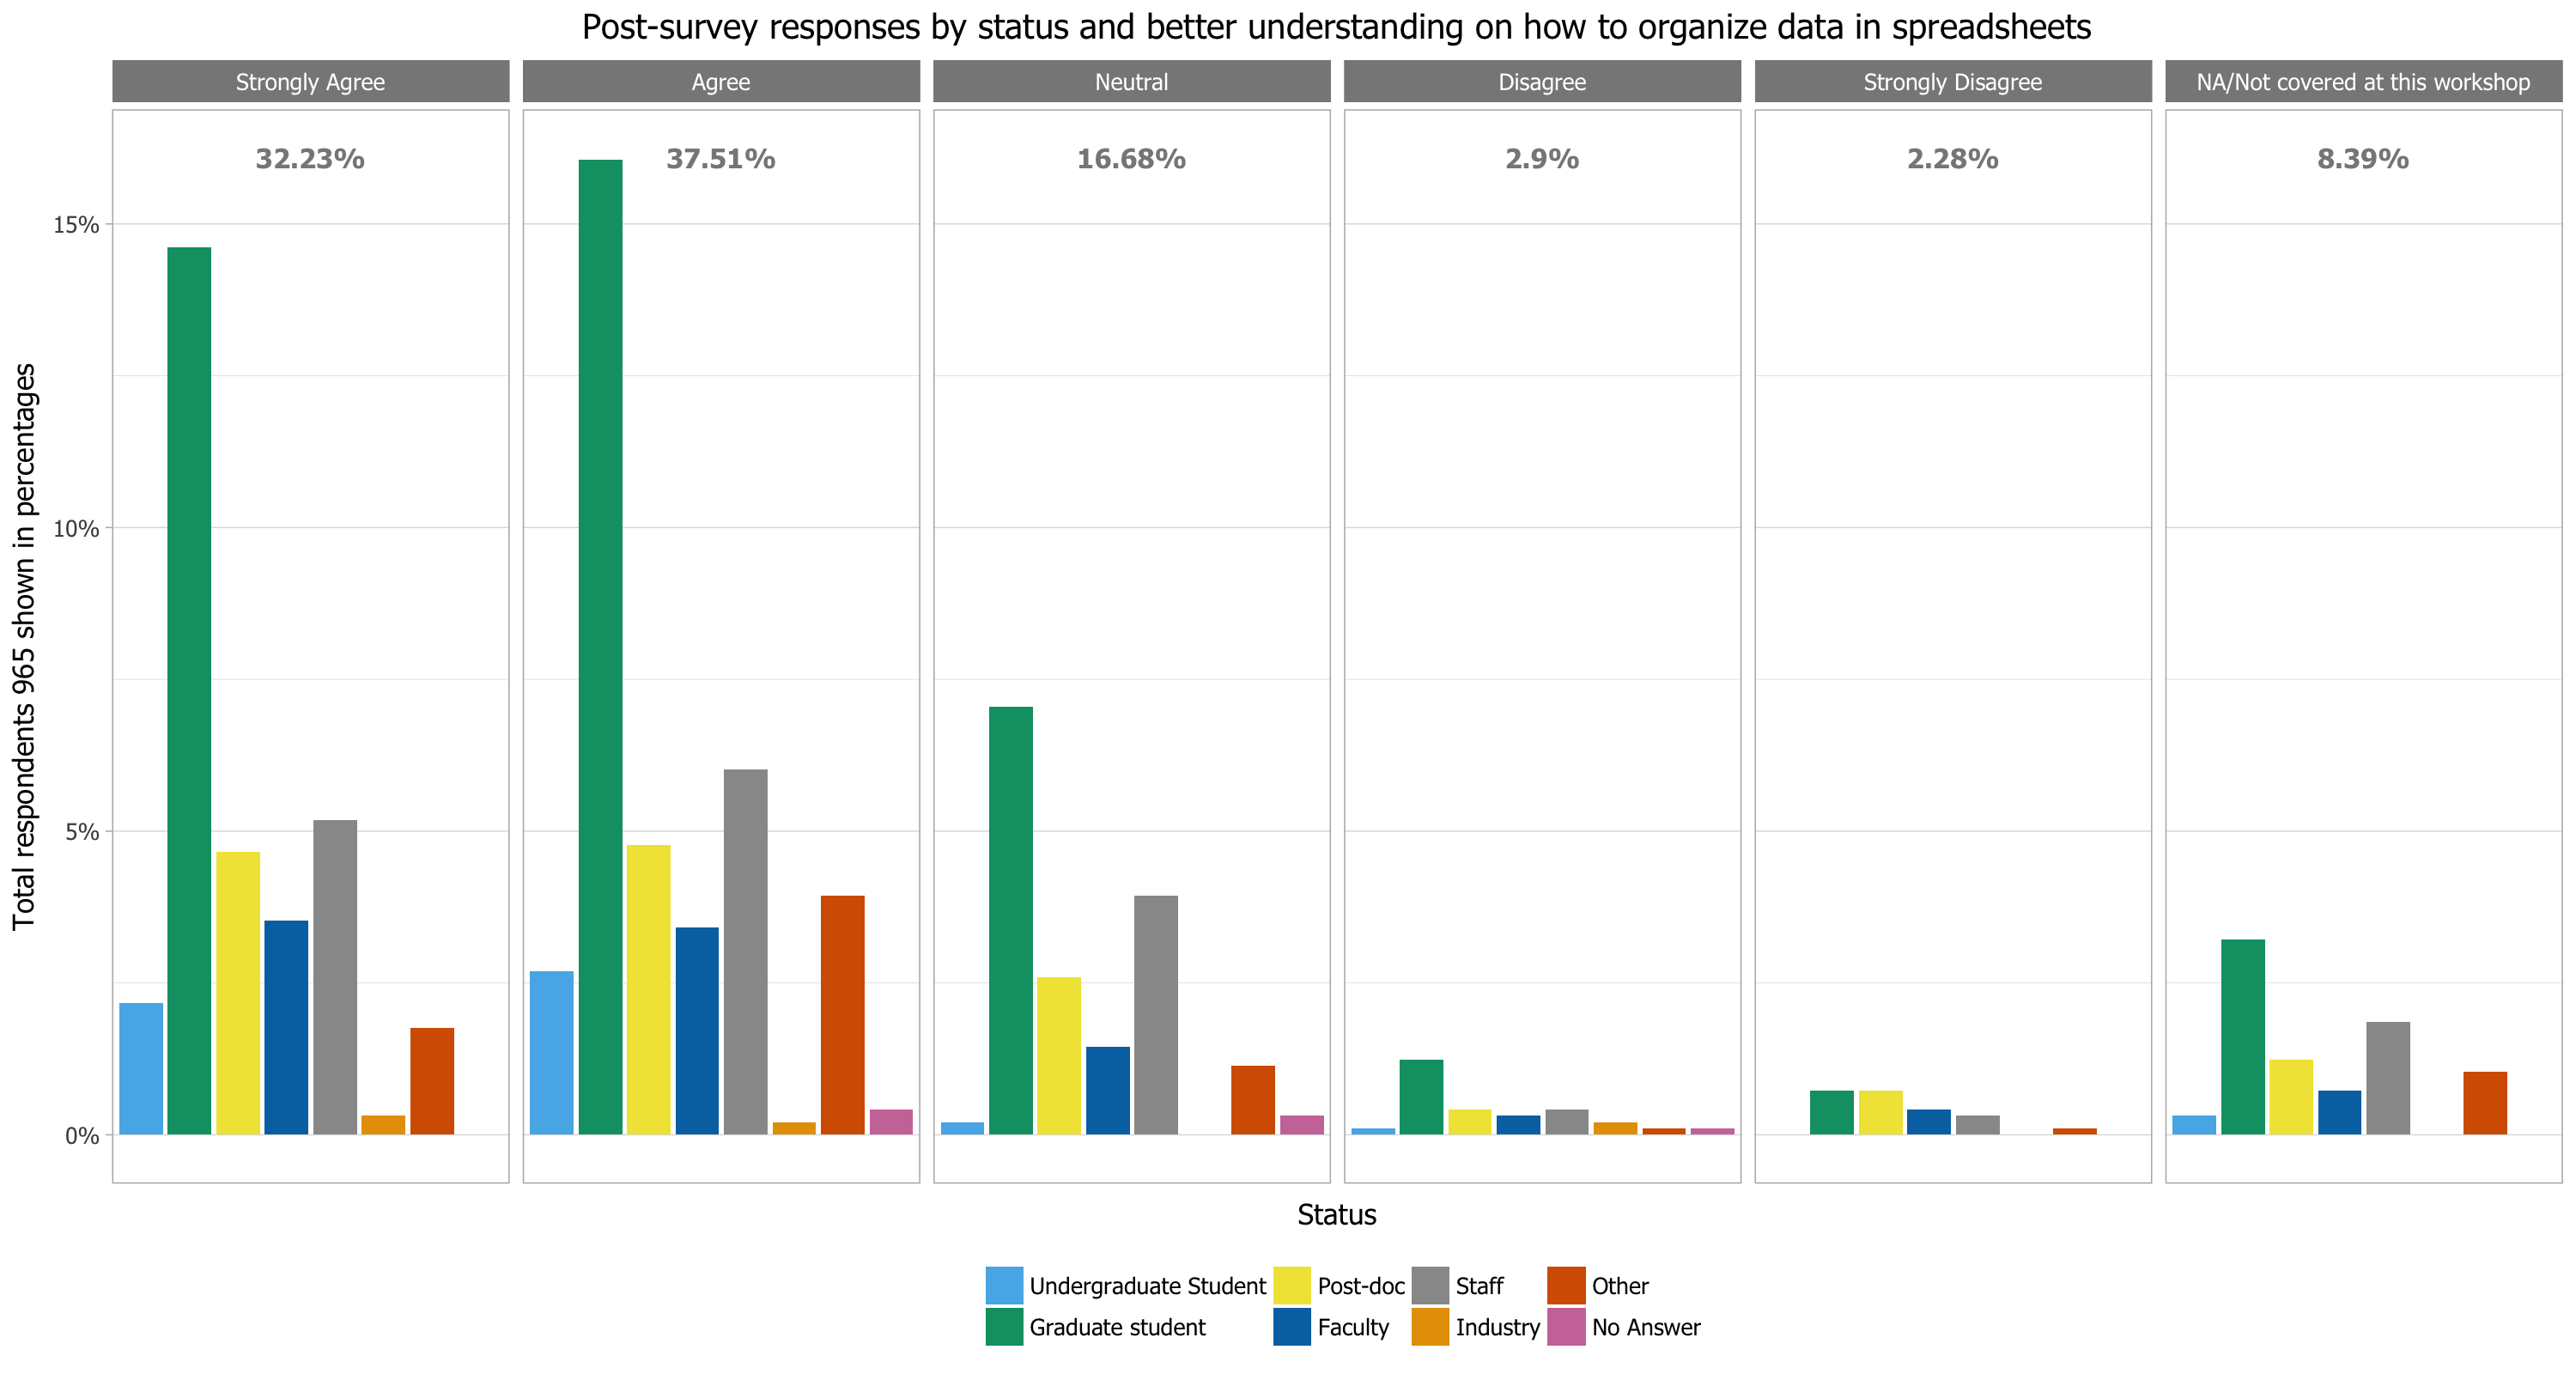 Post-survey responses by status and better understanding on how to organize data in spreadsheets
Strongly Agree
Agree
Neutral
Disagree
Strongly Disagree
NA/Not covered at this workshop
32.23%
37.51%
16.68%
2.9%
2.28%
8.39%
15%
10%
5%
0%
Total respondents 965 shown in percentages
Status
Undergraduate Student
Post-doc
Staff
Other
Graduate student
Faculty
Industry
No Answer